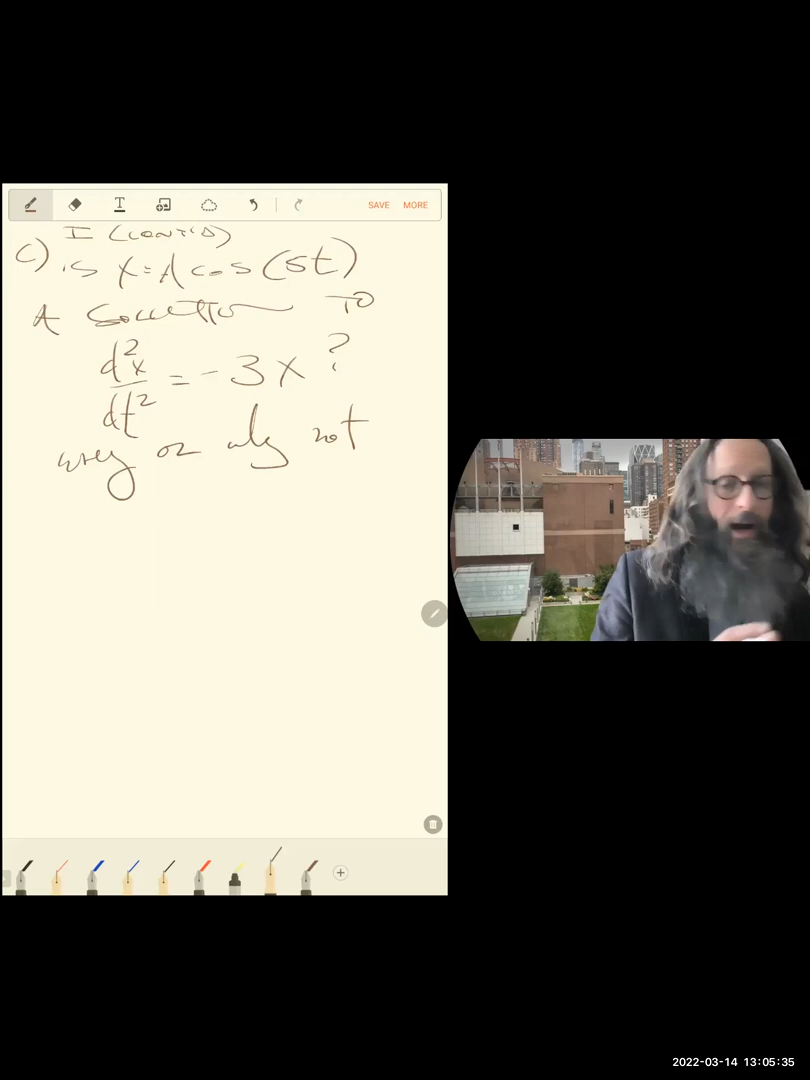 T
SAVE MORE
I (CONT'D)
C) is x=A cos(5t)
A SOLUTION TO
d²x/dt² = -3x ?
why or why not
2022-03-14 13:05:35